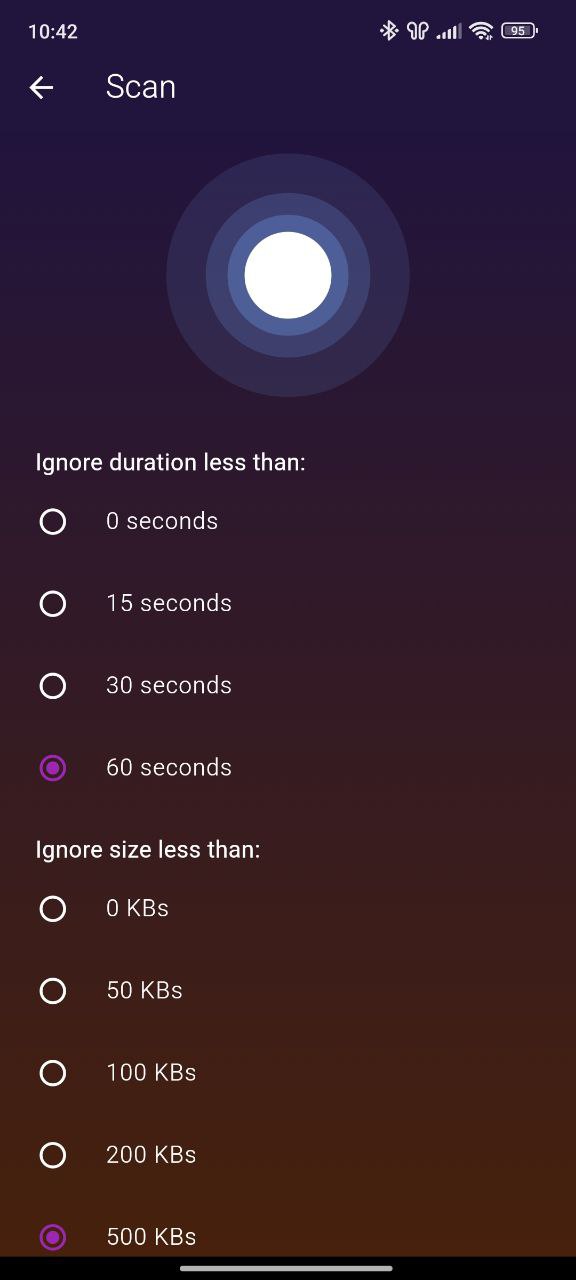 10:42
95
Scan
Ignore duration less than:
0 seconds
15 seconds
30 seconds
60 seconds
Ignore size less than:
0 KBs
50 KBs
100 KBs
200 KBs
500 KBs